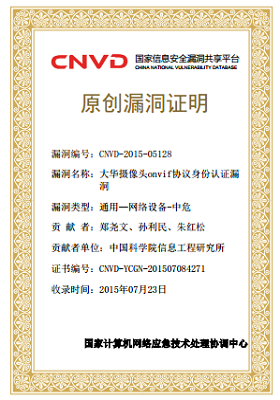 CNVD 国家信息安全漏洞共享平台
CHINA NATIONAL VULNERABILITY DATABASE
原创漏洞证明
漏洞编号：CNVD-2015-05128
漏洞名称：大华摄像头onvif协议身份认证漏
洞
漏洞类型：通用—网络设备-中危
贡 献 者：郑尧文、孙利民、朱红松
贡献者单位：中国科学院信息工程研究所
证书编号：CNVD-YCGN-201507084271
收录时间：2015年07月23日
国家计算机网络应急技术处理协调中心